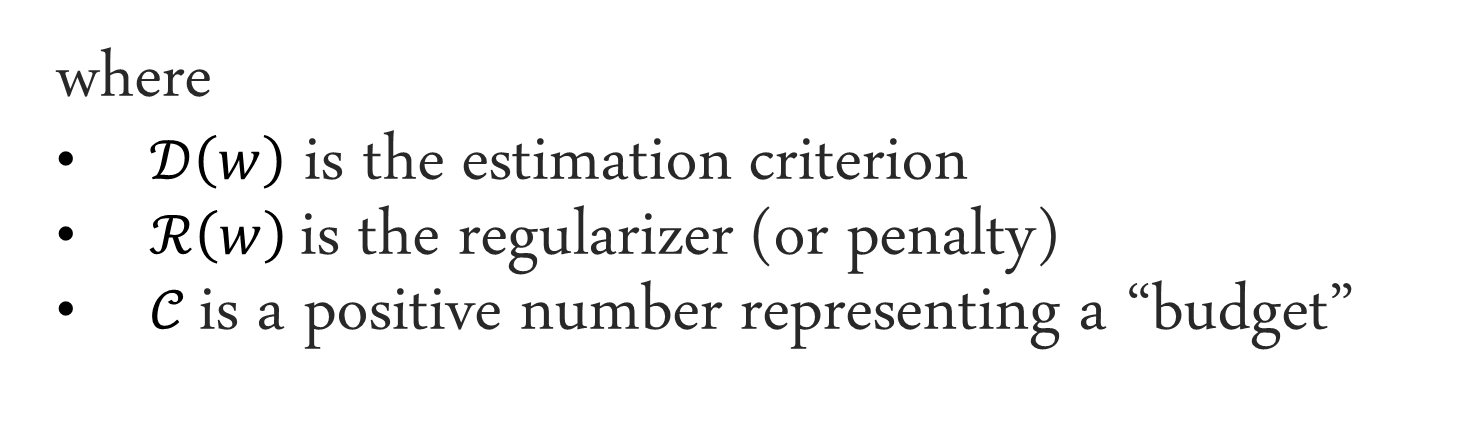 where
• 𝒟(w) is the estimation criterion
• ℛ(w) is the regularizer (or penalty)
• 𝒞 is a positive number representing a “budget”